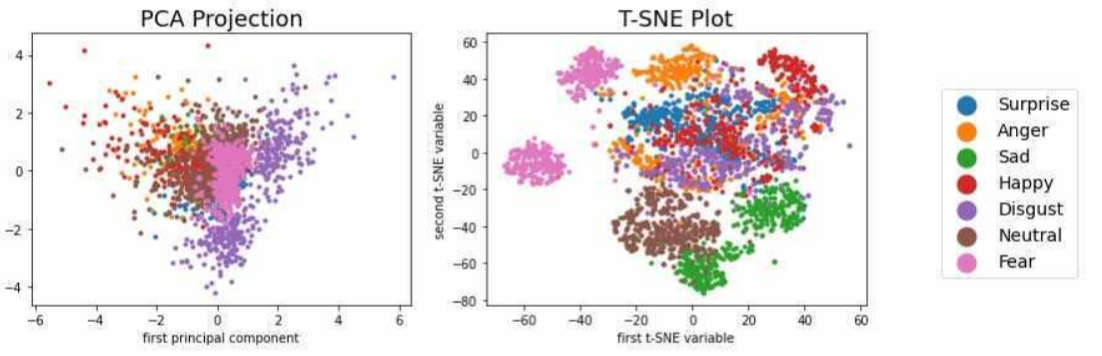 PCA Projection
4
2
0
−2
−4
−6
−4
−2
0
2
4
6
first principal component
T-SNE Plot
second t-SNE variable
60
40
20
0
−20
−40
−60
−80
−60
−40
−20
0
20
40
60
first t-SNE variable
Surprise
Anger
Sad
Happy
Disgust
Neutral
Fear